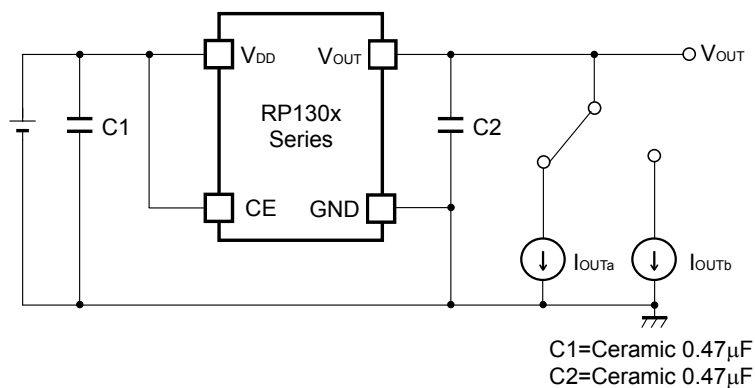 VDD VOUT VOUT
RP130x
Series
C1 C2
CE GND
IOUTa IOUTb
C1=Ceramic 0.47μF
C2=Ceramic 0.47μF